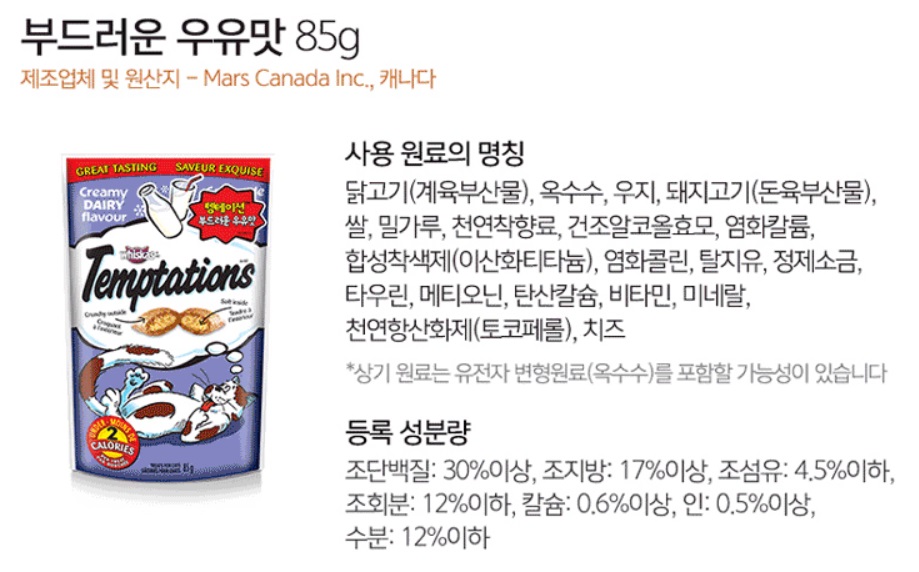 부드러운 우유맛 85g
제조업체 및 원산지 - Mars Canada Inc., 캐나다
GREAT TASTING SAVEUR EXQUISE
Creamy
DAIRY
flavour
템테이션
부드러운 우유맛
whiskas
Temptations
Crunchy outside
Croquant
à l'extérieur
Soft inside
Tendre à
l'intérieur
UNDER · MOINS DE
2
CALORIES
85 g
사용 원료의 명칭
닭고기(계육부산물), 옥수수, 우지, 돼지고기(돈육부산물),
쌀, 밀가루, 천연착향료, 건조알코올효모, 염화칼륨,
합성착색제(이산화티타늄), 염화콜린, 탈지유, 정제소금,
타우린, 메티오닌, 탄산칼슘, 비타민, 미네랄,
천연항산화제(토코페롤), 치즈
*상기 원료는 유전자 변형원료(옥수수)를 포함할 가능성이 있습니다
등록 성분량
조단백질: 30%이상, 조지방: 17%이상, 조섬유: 4.5%이하,
조회분: 12%이하, 칼슘: 0.6%이상, 인: 0.5%이상,
수분: 12%이하